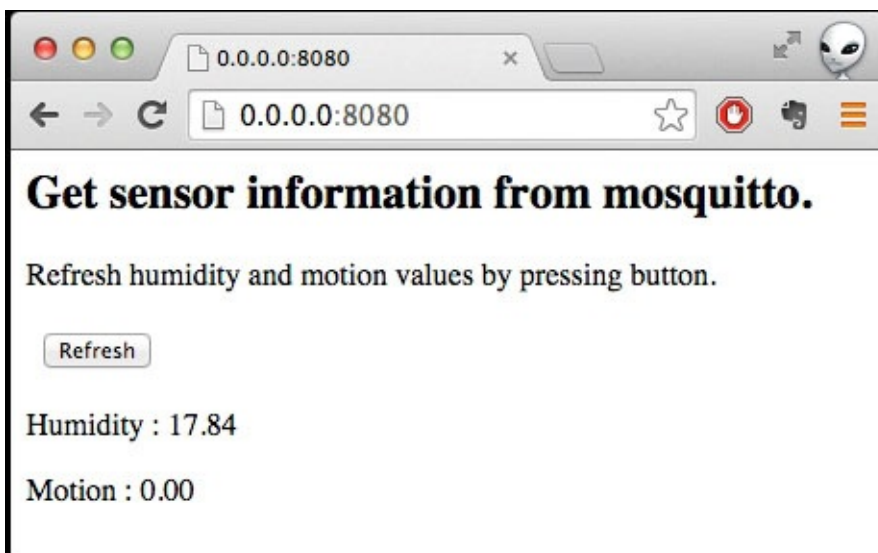 0.0.0.0:8080
0.0.0.0:8080
Get sensor information from mosquitto.
Refresh humidity and motion values by pressing button.
Refresh
Humidity : 17.84
Motion : 0.00